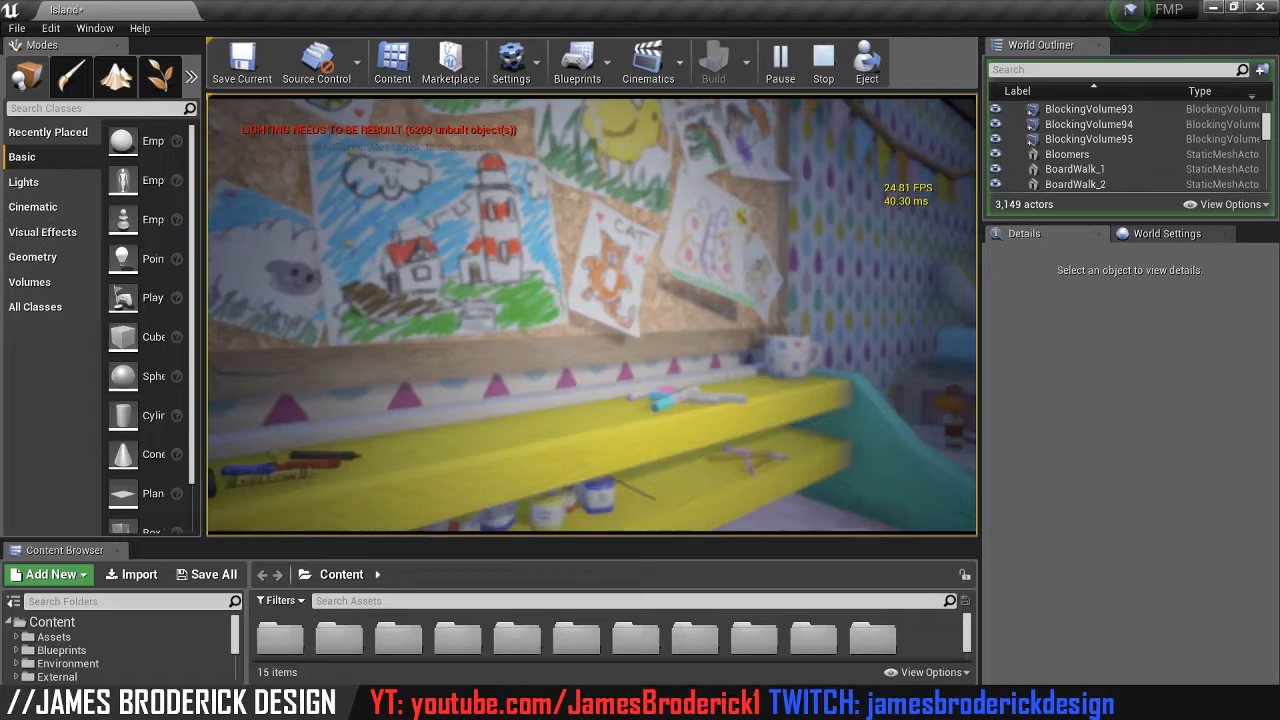 Island*
FMP
File Edit Window Help
Modes
Search Classes
Recently Placed
Basic
Lights
Cinematic
Visual Effects
Geometry
Volumes
All Classes
Emp
Emp
Emp
Poin
Play
Cube
Sphe
Cylin
Cone
Plan
Box
Save Current
Source Control
Content
Marketplace
Settings
Blueprints
Cinematics
Build
Pause
Stop
Eject
LIGHTING NEEDS TO BE REBUILT (6200 unbuilt object(s))
24.81 FPS
40.30 ms
CAT
World Outliner
Search...
Label Type
BlockingVolume93 BlockingVolume
BlockingVolume94 BlockingVolume
BlockingVolume95 BlockingVolume
Bloomers StaticMeshActo
BoardWalk_1 StaticMeshActo
BoardWalk_2 StaticMeshActo
3,149 actors
View Options
Details
World Settings
Select an object to view details.
Content Browser
Add New
Import
Save All
Content
Search Folders
Filters
Search Assets
Content
Assets
Blueprints
Environment
External
15 items
View Options
//JAMES BRODERICK DESIGN YT: youtube.com/JamesBroderick1 TWITCH: jamesbroderickdesign